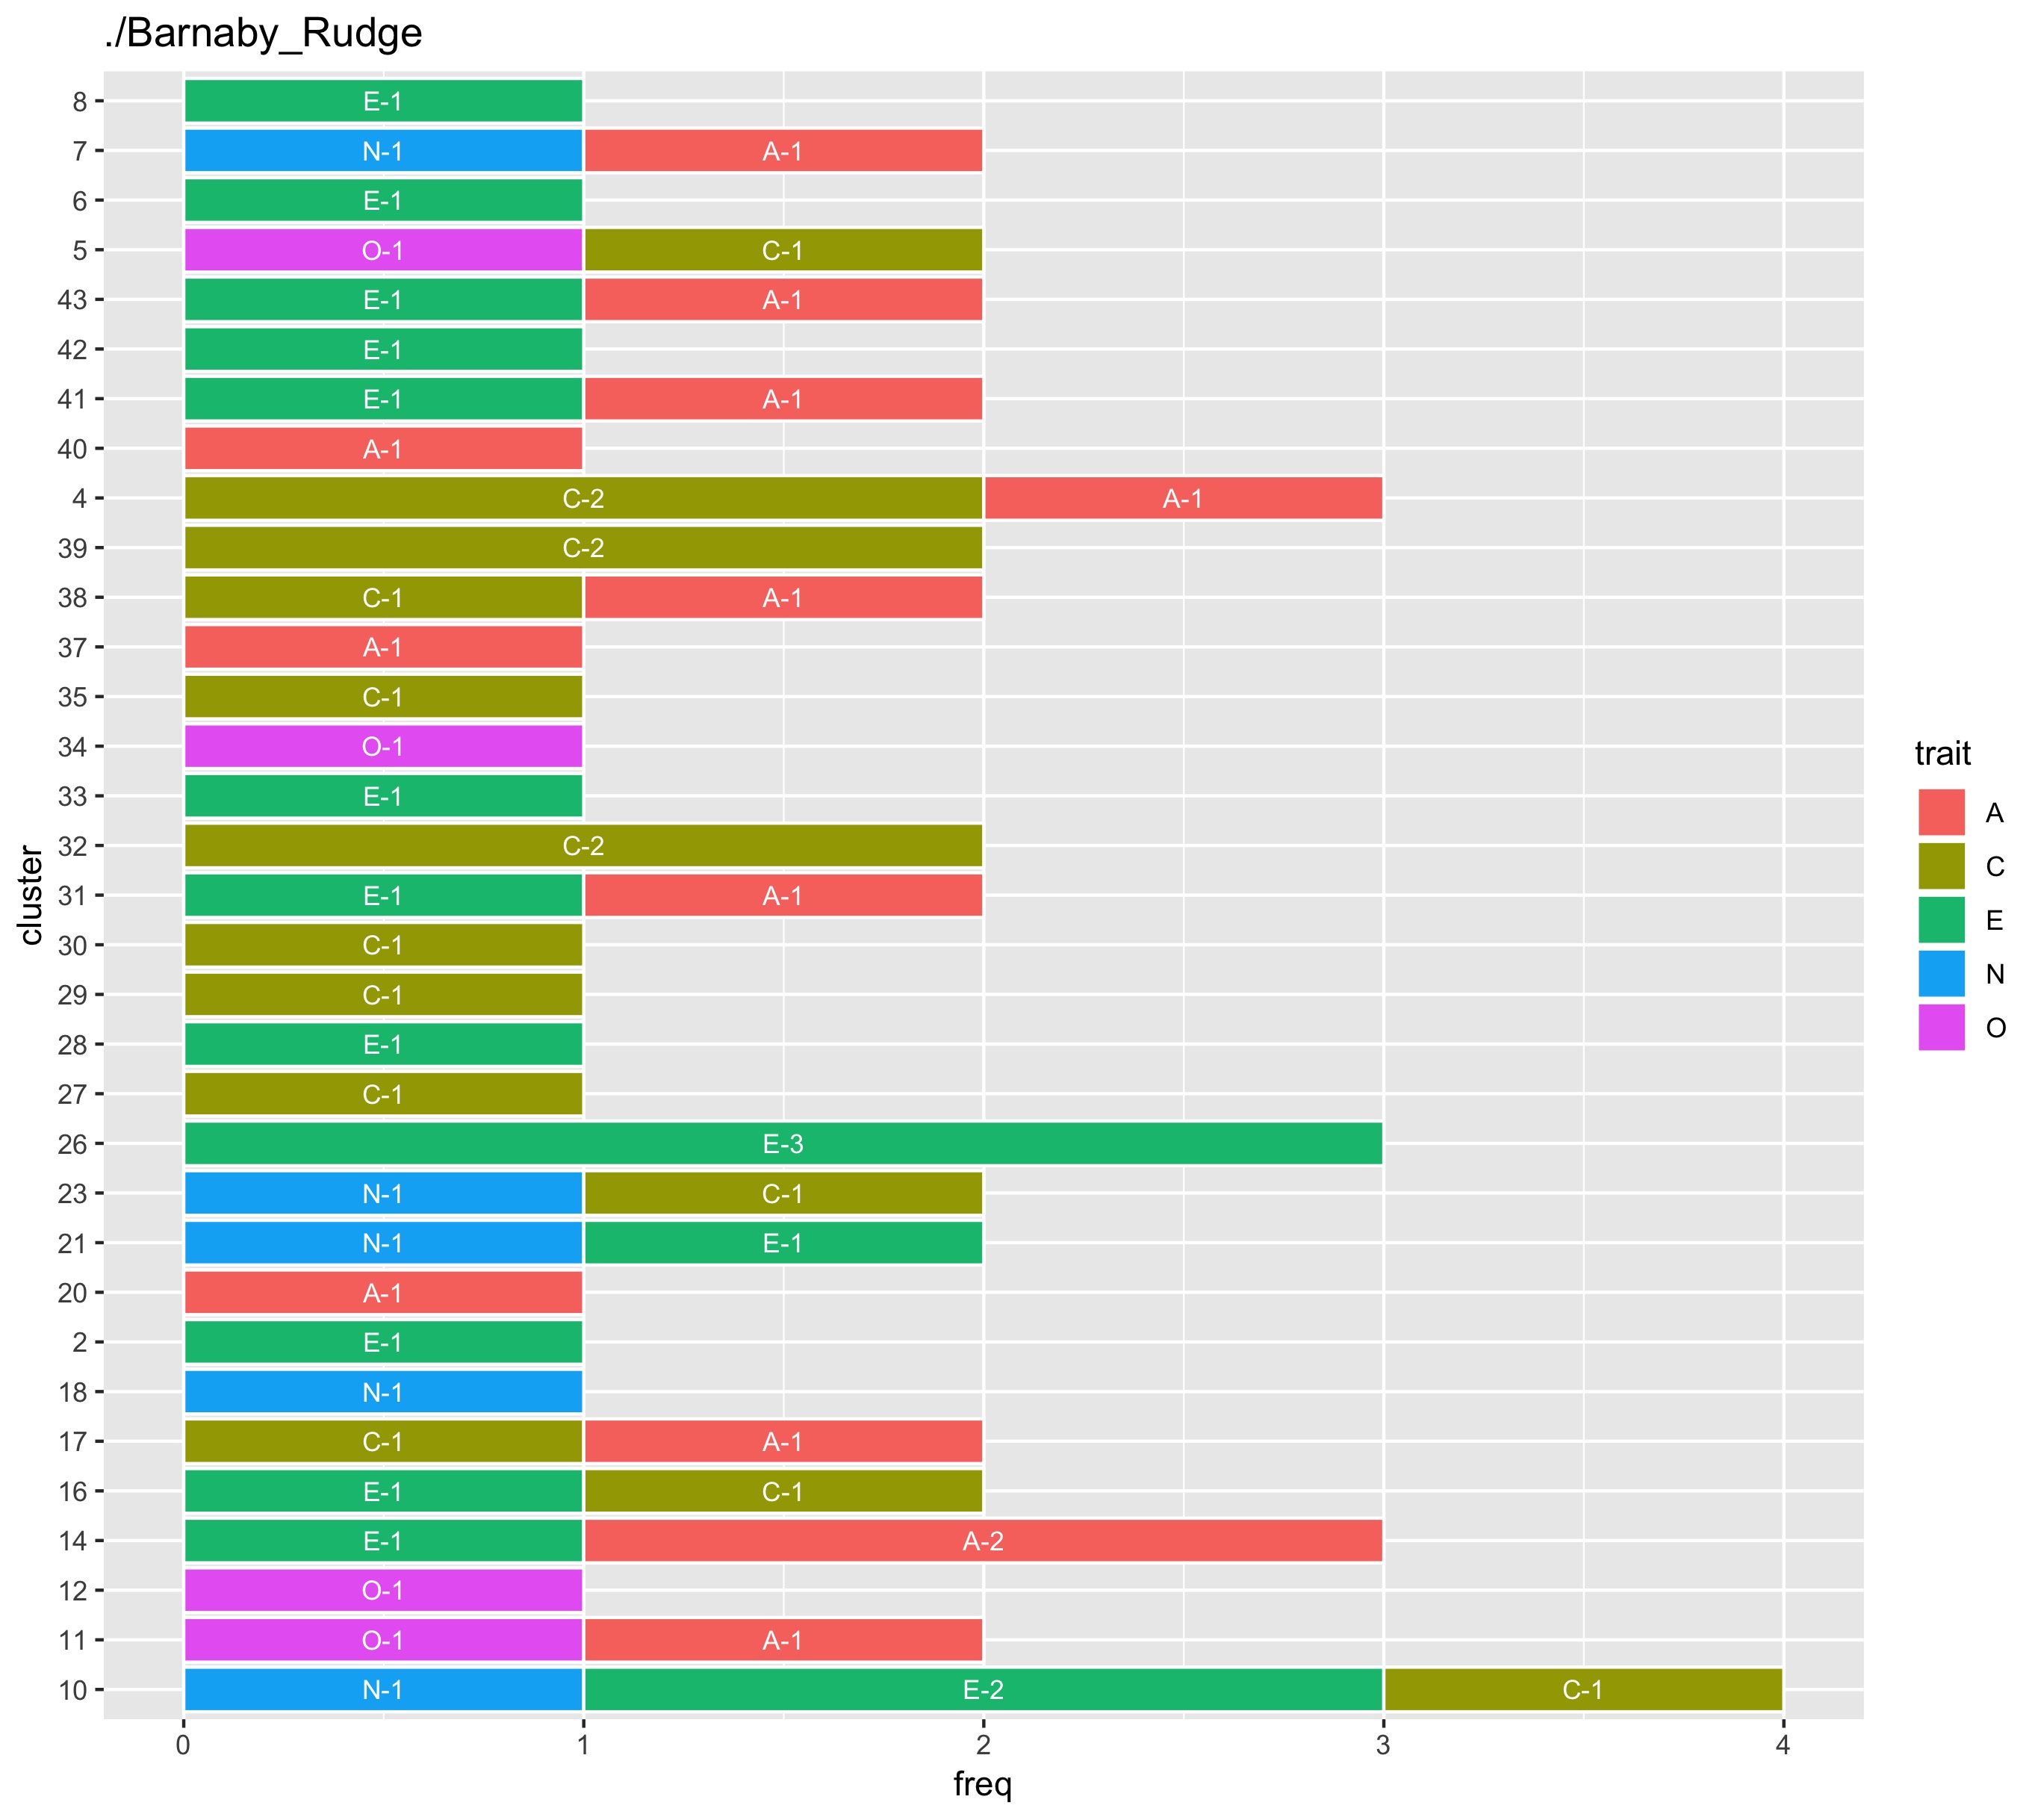 ./Barnaby_Rudge
8 E-1
7 N-1 A-1
6 E-1
5 O-1 C-1
43 E-1 A-1
42 E-1
41 E-1 A-1
40 A-1
4 C-2 A-1
39 C-2
38 C-1 A-1
37 A-1
35 C-1
34 O-1
33 E-1
32 C-2
31 E-1 A-1
30 C-1
29 C-1
28 E-1
27 C-1
26 E-3
23 N-1 C-1
21 N-1 E-1
20 A-1
2 E-1
18 N-1
17 C-1 A-1
16 E-1 C-1
14 E-1 A-2
12 O-1
11 O-1 A-1
10 N-1 E-2 C-1
0 1 2 3 4
freq
cluster
trait
A
C
E
N
O